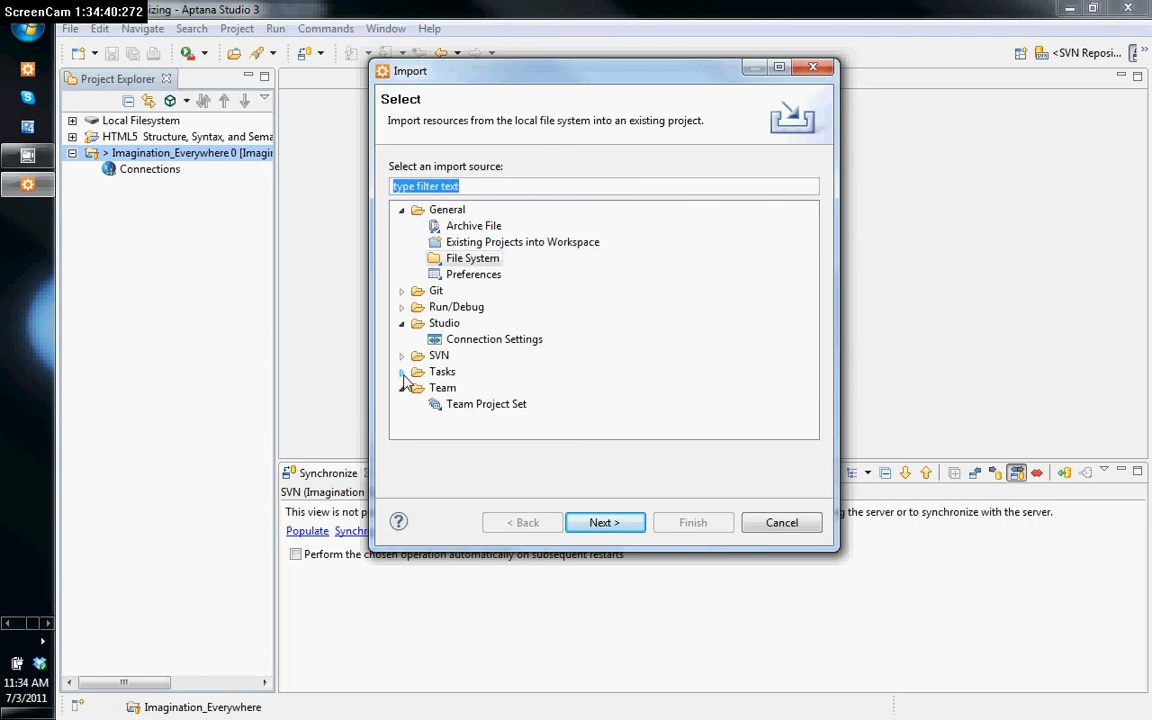 ScreenCam 1:34:40:272
izing - Aptana Studio 3
File Edit Navigate Search Project Run Commands Window Help
<SVN Reposi...
Project Explorer
Local Filesystem
HTML5 Structure, Syntax, and Sema
> Imagination_Everywhere 0 [Imagin
Connections
Import
Select
Import resources from the local file system into an existing project.
Select an import source:
type filter text
General
Archive File
Existing Projects into Workspace
File System
Preferences
Git
Run/Debug
Studio
Connection Settings
SVN
Tasks
Team
Team Project Set
< Back
Next >
Finish
Cancel
Synchronize
SVN (Imagination
This view is not p
g the server or to synchronize with the server.
Populate Synchr
Perform the chosen operation automatically on subsequent restarts
11:34 AM
7/3/2011
Imagination_Everywhere